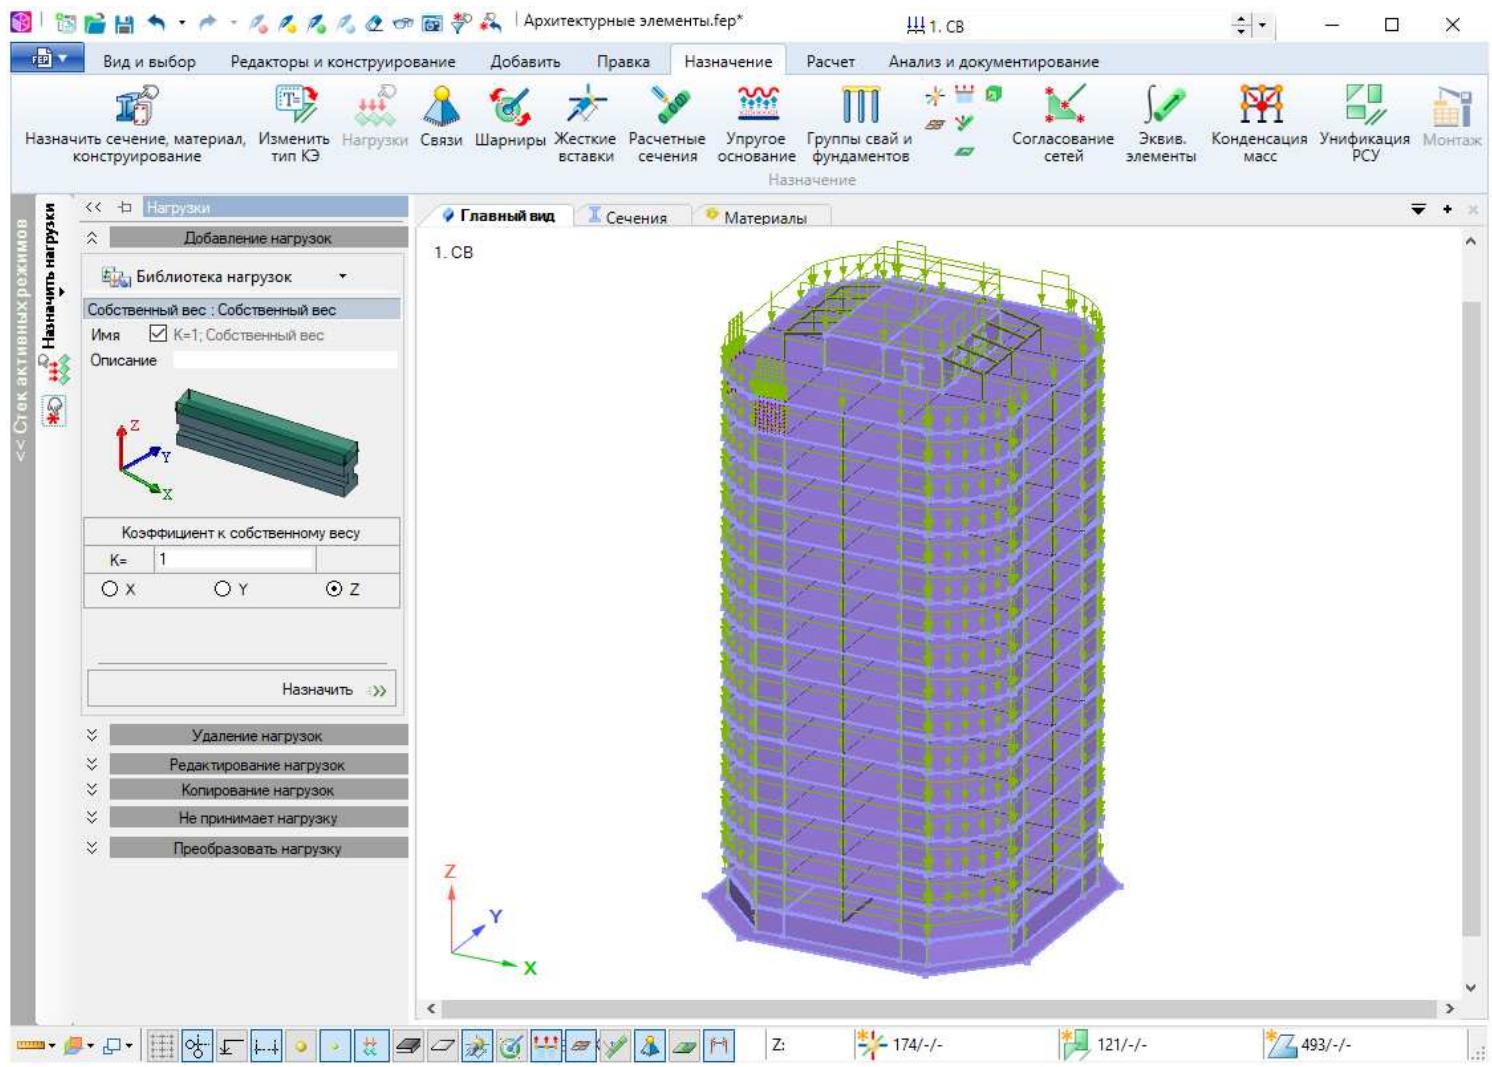 Архитектурные элементы.fep*
1. СВ
FEP
Вид и выбор
Редакторы и конструирование
Добавить
Правка
Назначение
Расчет
Анализ и документирование
Назначить сечение, материал,
конструирование
Изменить
тип КЭ
Нагрузки
Связи
Шарниры
Жесткие
вставки
Расчетные
сечения
Упругое
основание
Группы свай и
фундаментов
Согласование
сетей
Эквив.
элементы
Конденсация
масс
Унификация
РСУ
Монтаж
Назначение
<< Стек активных режимов
Назначить нагрузки
<<
Нагрузки
Добавление нагрузок
Библиотека нагрузок
Собственный вес : Собственный вес
Имя
K=1; Собственный вес
Описание
Z
Y
X
Коэффициент к собственному весу
K=
1
X
Y
Z
Назначить
Удаление нагрузок
Редактирование нагрузок
Копирование нагрузок
Не принимает нагрузку
Преобразовать нагрузку
Главный вид
Сечения
Материалы
1. СВ
Z
Y
X
Z:
174/-/-
121/-/-
493/-/-